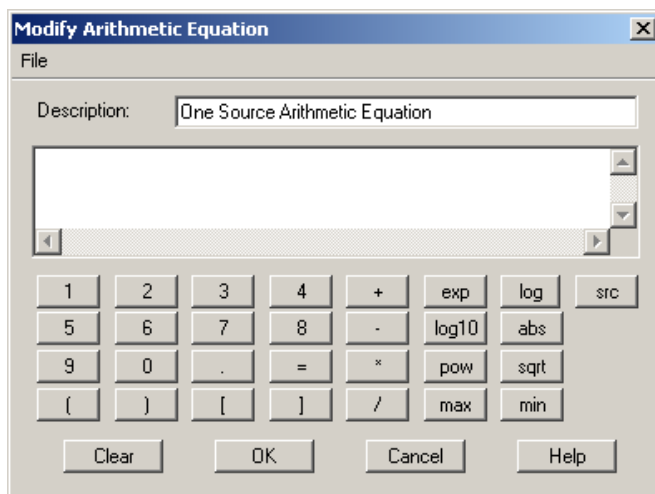 Modify Arithmetic Equation
File
Description: One Source Arithmetic Equation
1 2 3 4 + exp log src
5 6 7 8 - log10 abs
9 0 . = * pow sqrt
( ) [ ] / max min
Clear OK Cancel Help